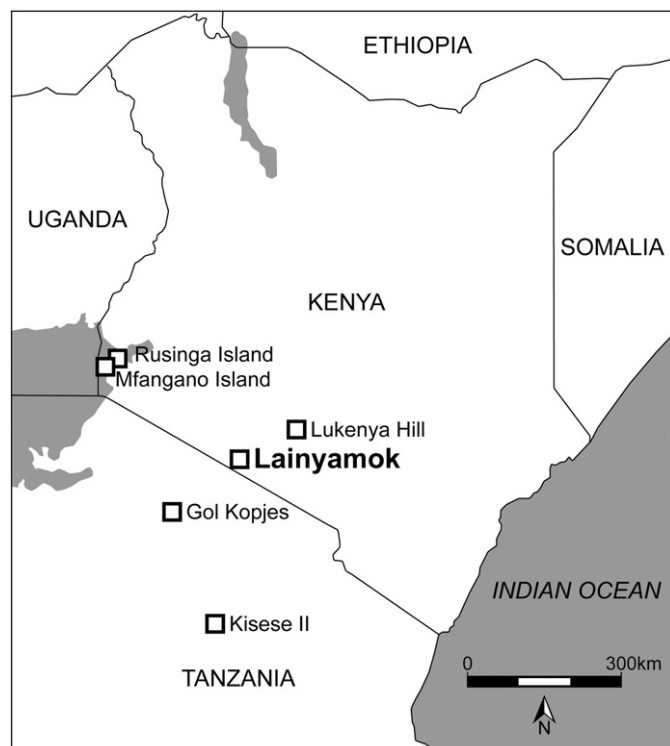 ETHIOPIA
UGANDA
SOMALIA
KENYA
Rusinga Island
Mfangano Island
Lukenya Hill
Lainyamok
Gol Kopjes
INDIAN OCEAN
Kisese II
TANZANIA
0 300km
N